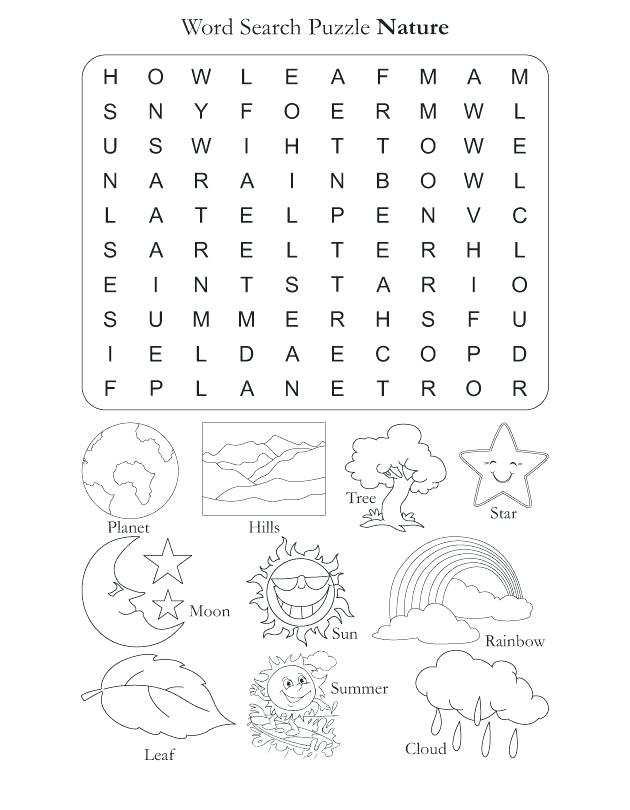 Word Search Puzzle Nature
H O W L E A F M A M
S N Y F O E R M W L
U S W I H T T O W E
N A R A I N B O W L
L A T E L P E N V C
S A R E L T E R H L
E I N T S T A R I O
S U M M E R H S F U
I E L D A E C O P D
F P L A N E T R O R
Planet
Hills
Tree
Star
Moon
Sun
Rainbow
Leaf
Summer
Cloud